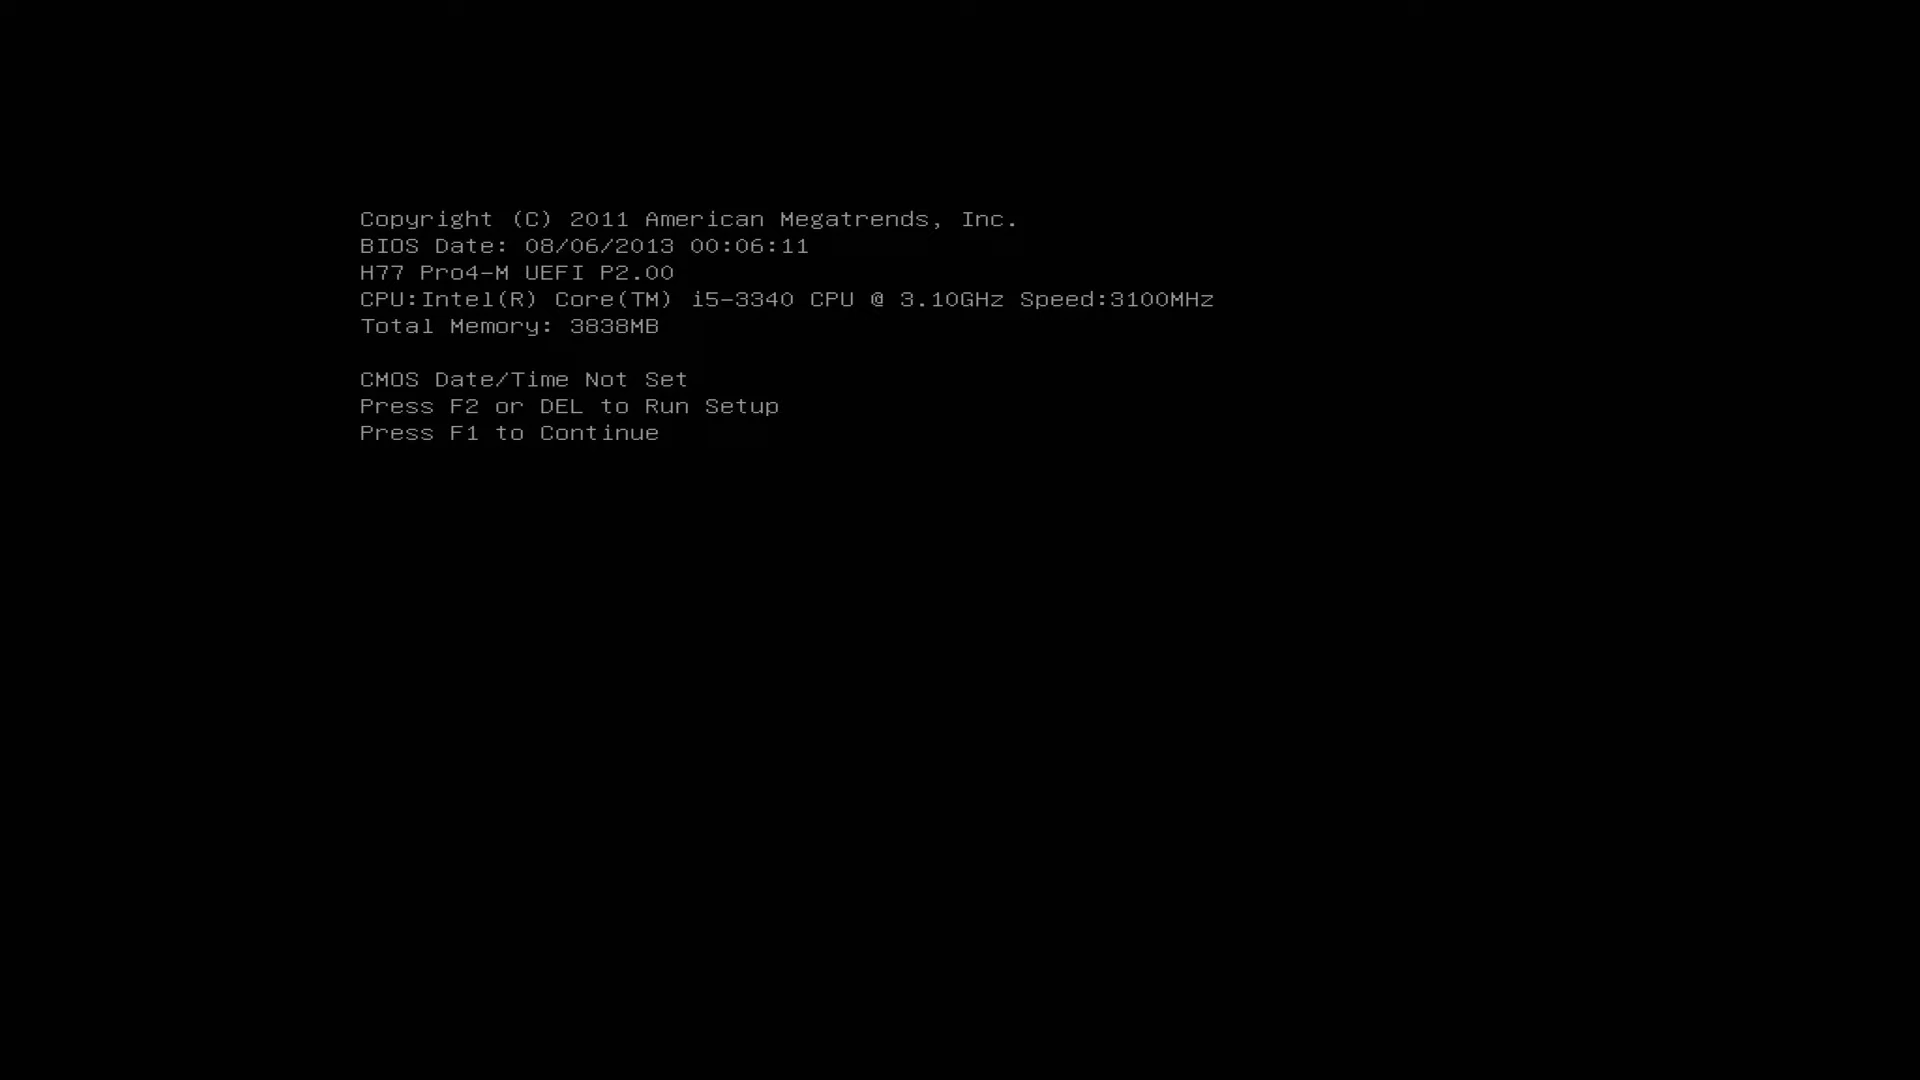 Copyright (C) 2011 American Megatrends, Inc.
BIOS Date: 08/06/2013 00:06:11
H77 Pro4-M UEFI P2.00
CPU:Intel(R) Core(TM) i5-3340 CPU @ 3.10GHz Speed:3100MHz
Total Memory: 3838MB
CMOS Date/Time Not Set
Press F2 or DEL to Run Setup
Press F1 to Continue